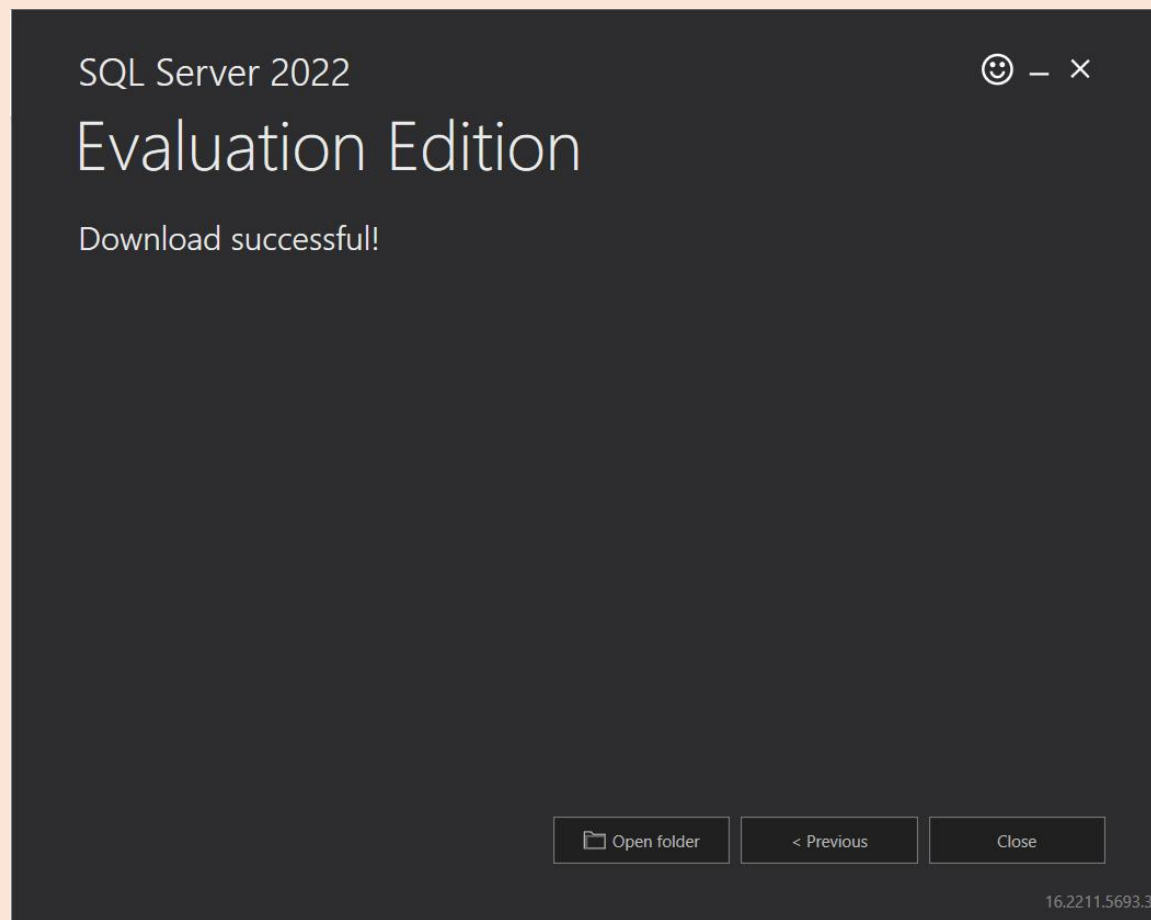 SQL Server 2022
Evaluation Edition
Download successful!
Open folder
< Previous
Close
16.2211.5693.3